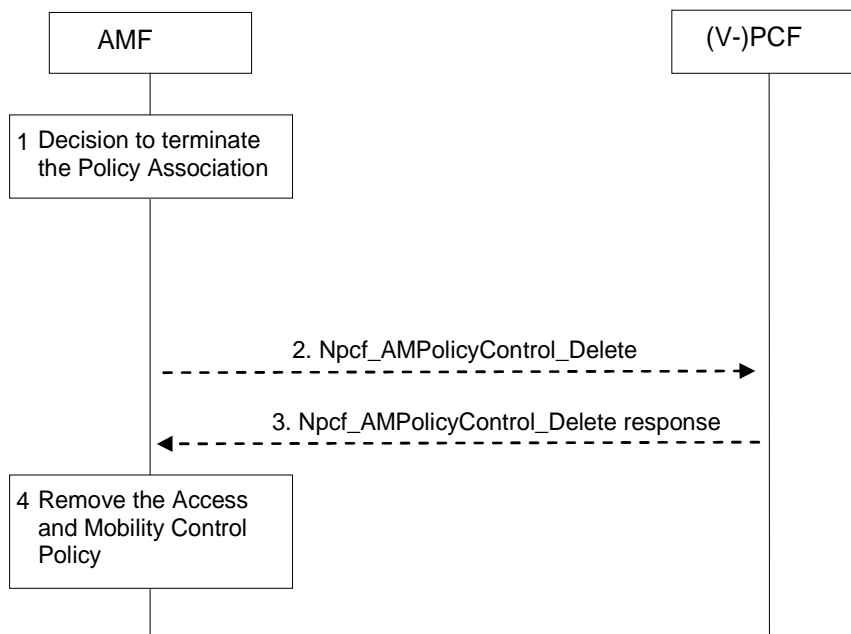 AMF
(V-)PCF
1 Decision to terminate
the Policy Association
2. Npcf_AMPolicyControl_Delete
3. Npcf_AMPolicyControl_Delete response
4 Remove the Access
and Mobility Control
Policy